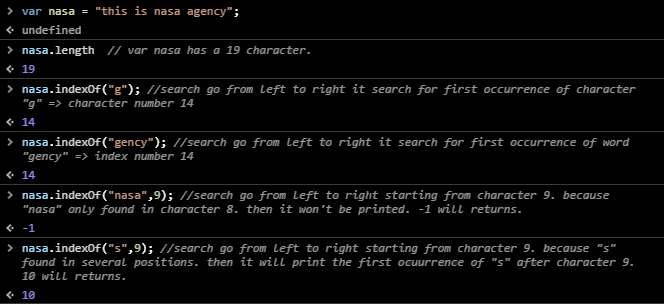 > var nasa = "this is nasa agency";
< undefined
> nasa.length // var nasa has a 19 character.
< 19
> nasa.indexOf("g"); //search go from left to right it search for first occurrence of character
"g" => character number 14
< 14
> nasa.indexOf("gency"); //search go from left to right it search for first occurrence of word
"gency" => index number 14
< 14
> nasa.indexOf("nasa",9); //search go from left to right starting from character 9. because
"nasa" only found in character 8. then it won't be printed. -1 will returns.
< -1
> nasa.indexOf("s",9); //search go from left to right starting from character 9. because "s"
found in several positions. then it will print the first ocuurrence of "s" after character 9.
10 will returns.
< 10